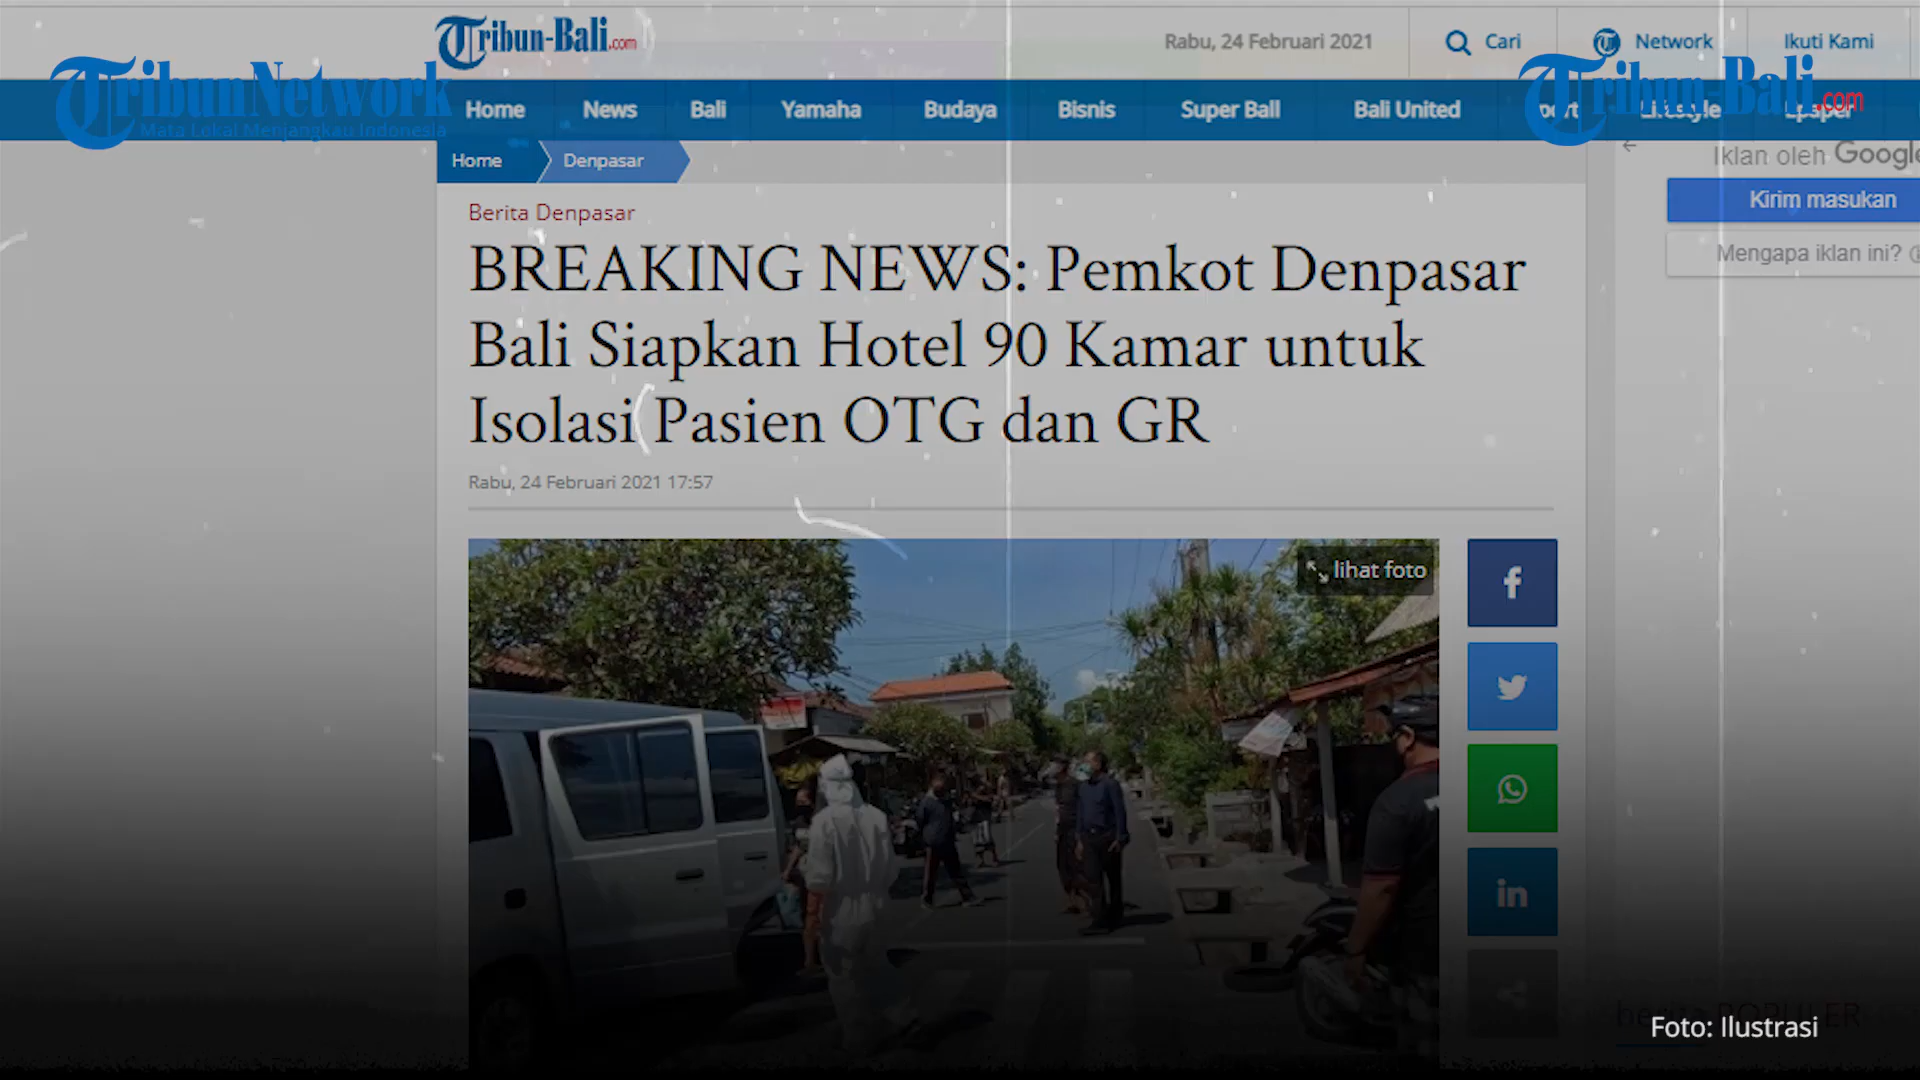 Tribun-Bali.com
Rabu, 24 Februari 2021
Cari
Network
Ikuti Kami
TribunNetwork
Mata Lokal Menjangkau Indonesia
Tribun-Bali.com
Home
News
Bali
Yamaha
Budaya
Bisnis
Super Ball
Bali United
Home
Denpasar
Iklan oleh Google
Kirim masukan
Mengapa iklan ini?
Berita Denpasar
BREAKING NEWS: Pemkot Denpasar
Bali Siapkan Hotel 90 Kamar untuk
Isolasi Pasien OTG dan GR
Rabu, 24 Februari 2021 17:57
lihat foto
Foto: Ilustrasi